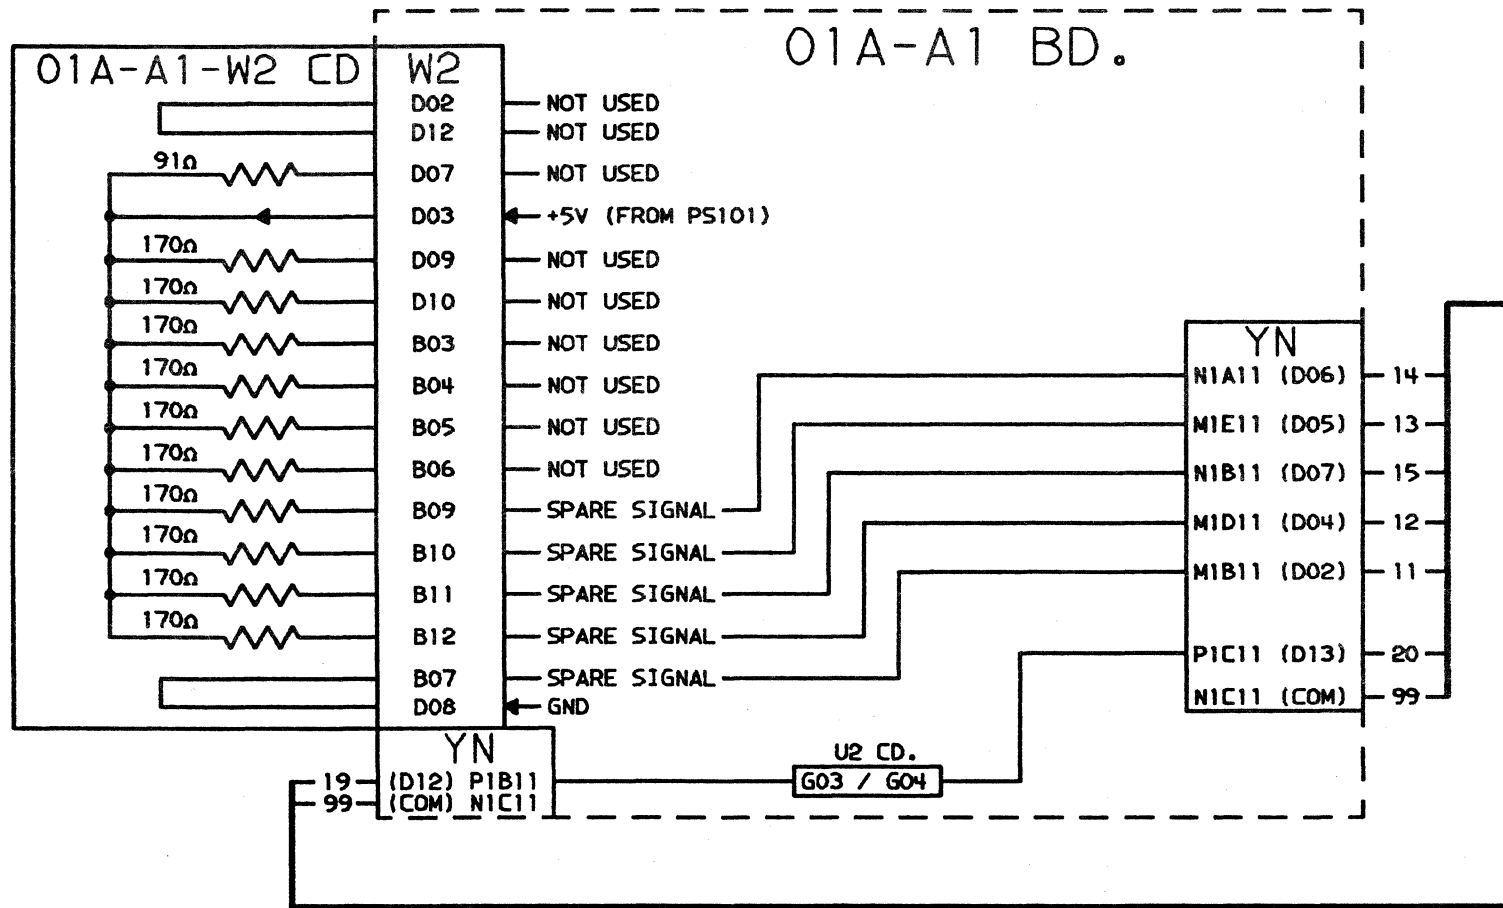 01A-A1 BD.
01A-A1-W2 CD W2
D02 NOT USED
D12 NOT USED
91Ω D07 NOT USED
D03 +5V (FROM PS101)
170Ω D09 NOT USED
170Ω D10 NOT USED
170Ω B03 NOT USED
170Ω B04 NOT USED
170Ω B05 NOT USED
170Ω B06 NOT USED
170Ω B09 SPARE SIGNAL
170Ω B10 SPARE SIGNAL
170Ω B11 SPARE SIGNAL
170Ω B12 SPARE SIGNAL
B07 SPARE SIGNAL
D08 GND
YN
N1A11 (D06) 14
M1E11 (D05) 13
N1B11 (D07) 15
M1D11 (D04) 12
M1B11 (D02) 11
P1C11 (D13) 20
N1C11 (COM) 99
YN
19 (D12) P1B11
99 (COM) N1C11
U2 CD.
G03 / G04